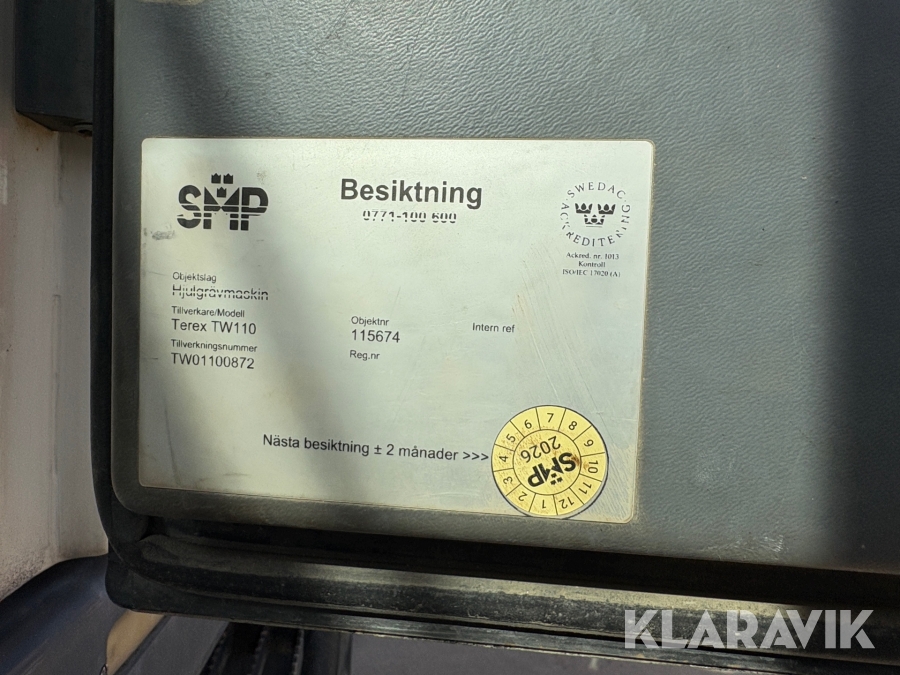 SMP
Besiktning
0771-100 600
SWEDAC
ACKREDITERING
Ackred. nr. 1013
Kontroll
ISO/IEC 17020 (A)
Objektslag
Hjulgrävmaskin
Tillverkare/Modell
Terex TW110
Objektnr
Intern ref
115674
Tillverkningsnummer
Reg.nr
TW01100872
Nästa besiktning ± 2 månader >>>
1 2 3 4 5 6 7 8 9 10 11 12
2026
SMP
KLARAVIK